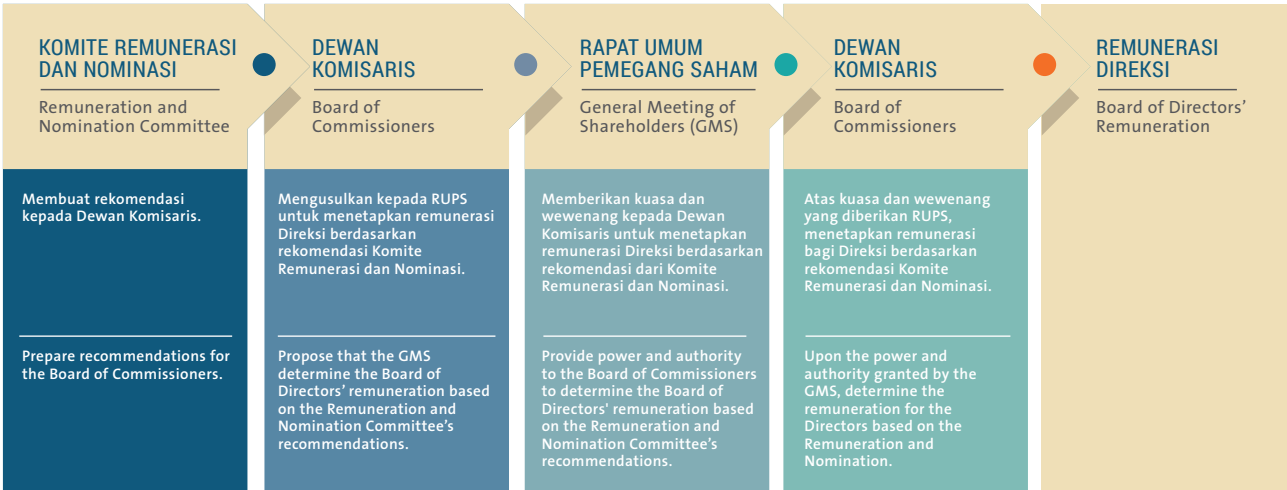 KOMITE REMUNERASI
DAN NOMINASI
Remuneration and
Nomination Committee
DEWAN
KOMISARIS
Board of
Commissioners
RAPAT UMUM
PEMEGANG SAHAM
General Meeting of
Shareholders (GMS)
DEWAN
KOMISARIS
Board of
Commissioners
REMUNERASI
DIREKSI
Board of Directors’
Remuneration
Membuat rekomendasi
kepada Dewan Komisaris.
Prepare recommendations for
the Board of Commissioners.
Mengusulkan kepada RUPS
untuk menetapkan remunerasi
Direksi berdasarkan
rekomendasi Komite
Remunerasi dan Nominasi.
Propose that the GMS
determine the Board of
Directors’ remuneration based
on the Remuneration and
Nomination Committee’s
recommendations.
Memberikan kuasa dan
wewenang kepada Dewan
Komisaris untuk menetapkan
remunerasi Direksi berdasarkan
rekomendasi dari Komite
Remunerasi dan Nominasi.
Provide power and authority
to the Board of Commissioners
to determine the Board of
Directors' remuneration based
on the Remuneration and
Nomination Committee’s
recommendations.
Atas kuasa dan wewenang
yang diberikan RUPS,
menetapkan remunerasi
bagi Direksi berdasarkan
rekomendasi Komite
Remunerasi dan Nominasi.
Upon the power and
authority granted by the
GMS, determine the
remuneration for the
Directors based on the
Remuneration and
Nomination.